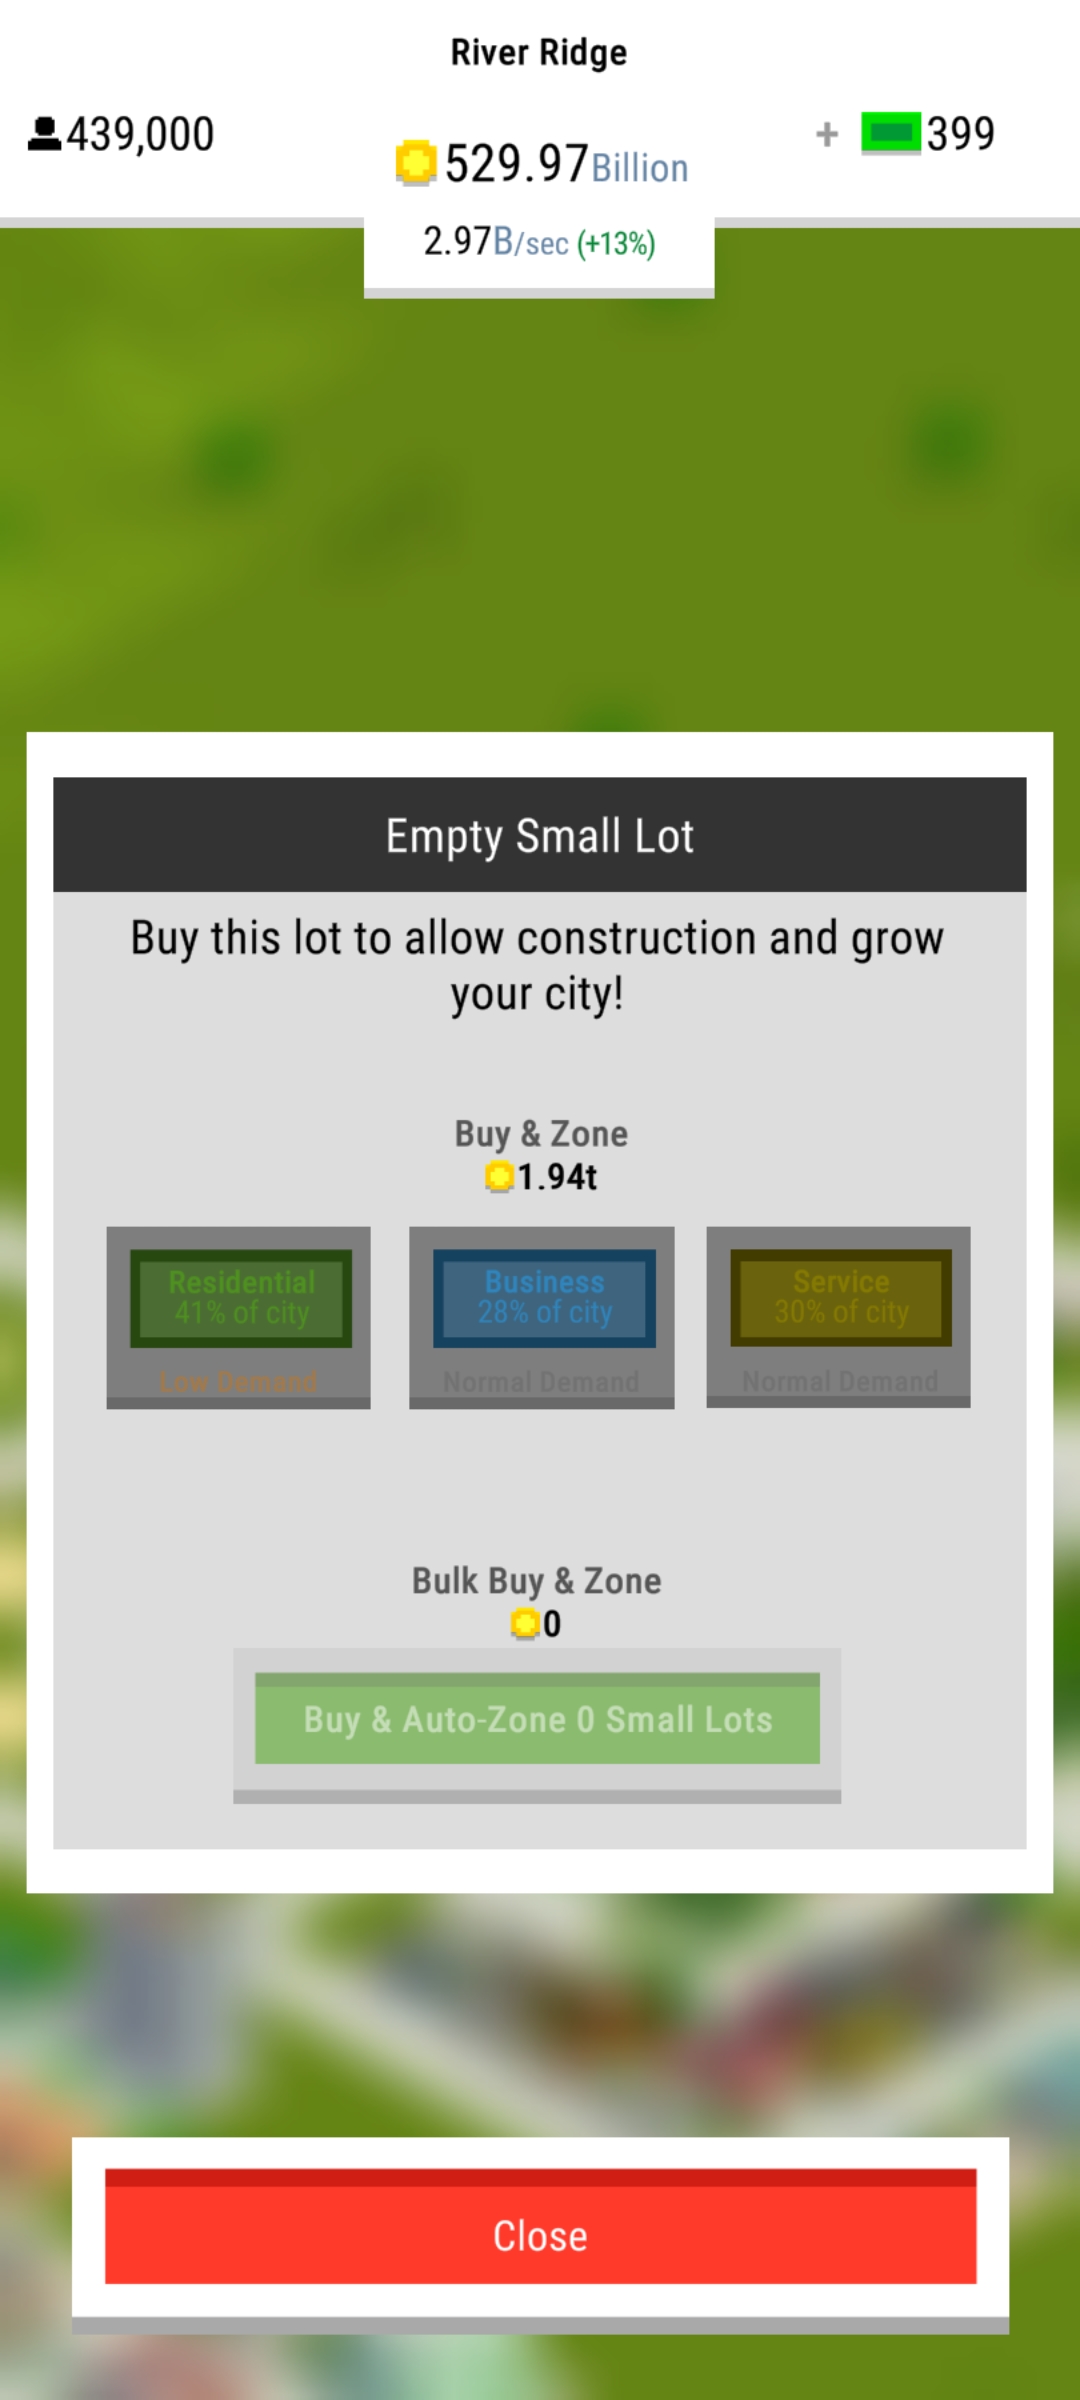 River Ridge
439,000
529.97Billion
+ 399
2.97B/sec (+13%)
Empty Small Lot
Buy this lot to allow construction and grow
your city!
Buy & Zone
1.94t
Residential
41% of city
Low Demand
Business
28% of city
Normal Demand
Service
30% of city
Normal Demand
Bulk Buy & Zone
0
Buy & Auto-Zone 0 Small Lots
Close